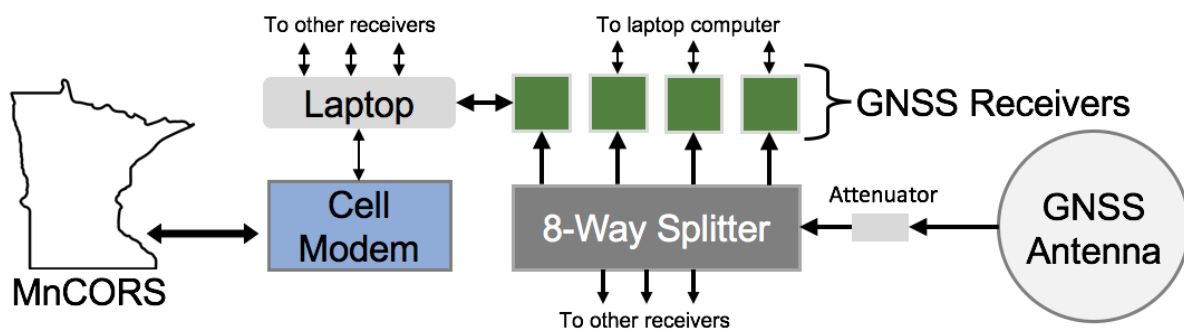 To other receivers
To laptop computer
Laptop
GNSS Receivers
Attenuator
Cell
Modem
8-Way Splitter
GNSS
Antenna
MnCORS
To other receivers